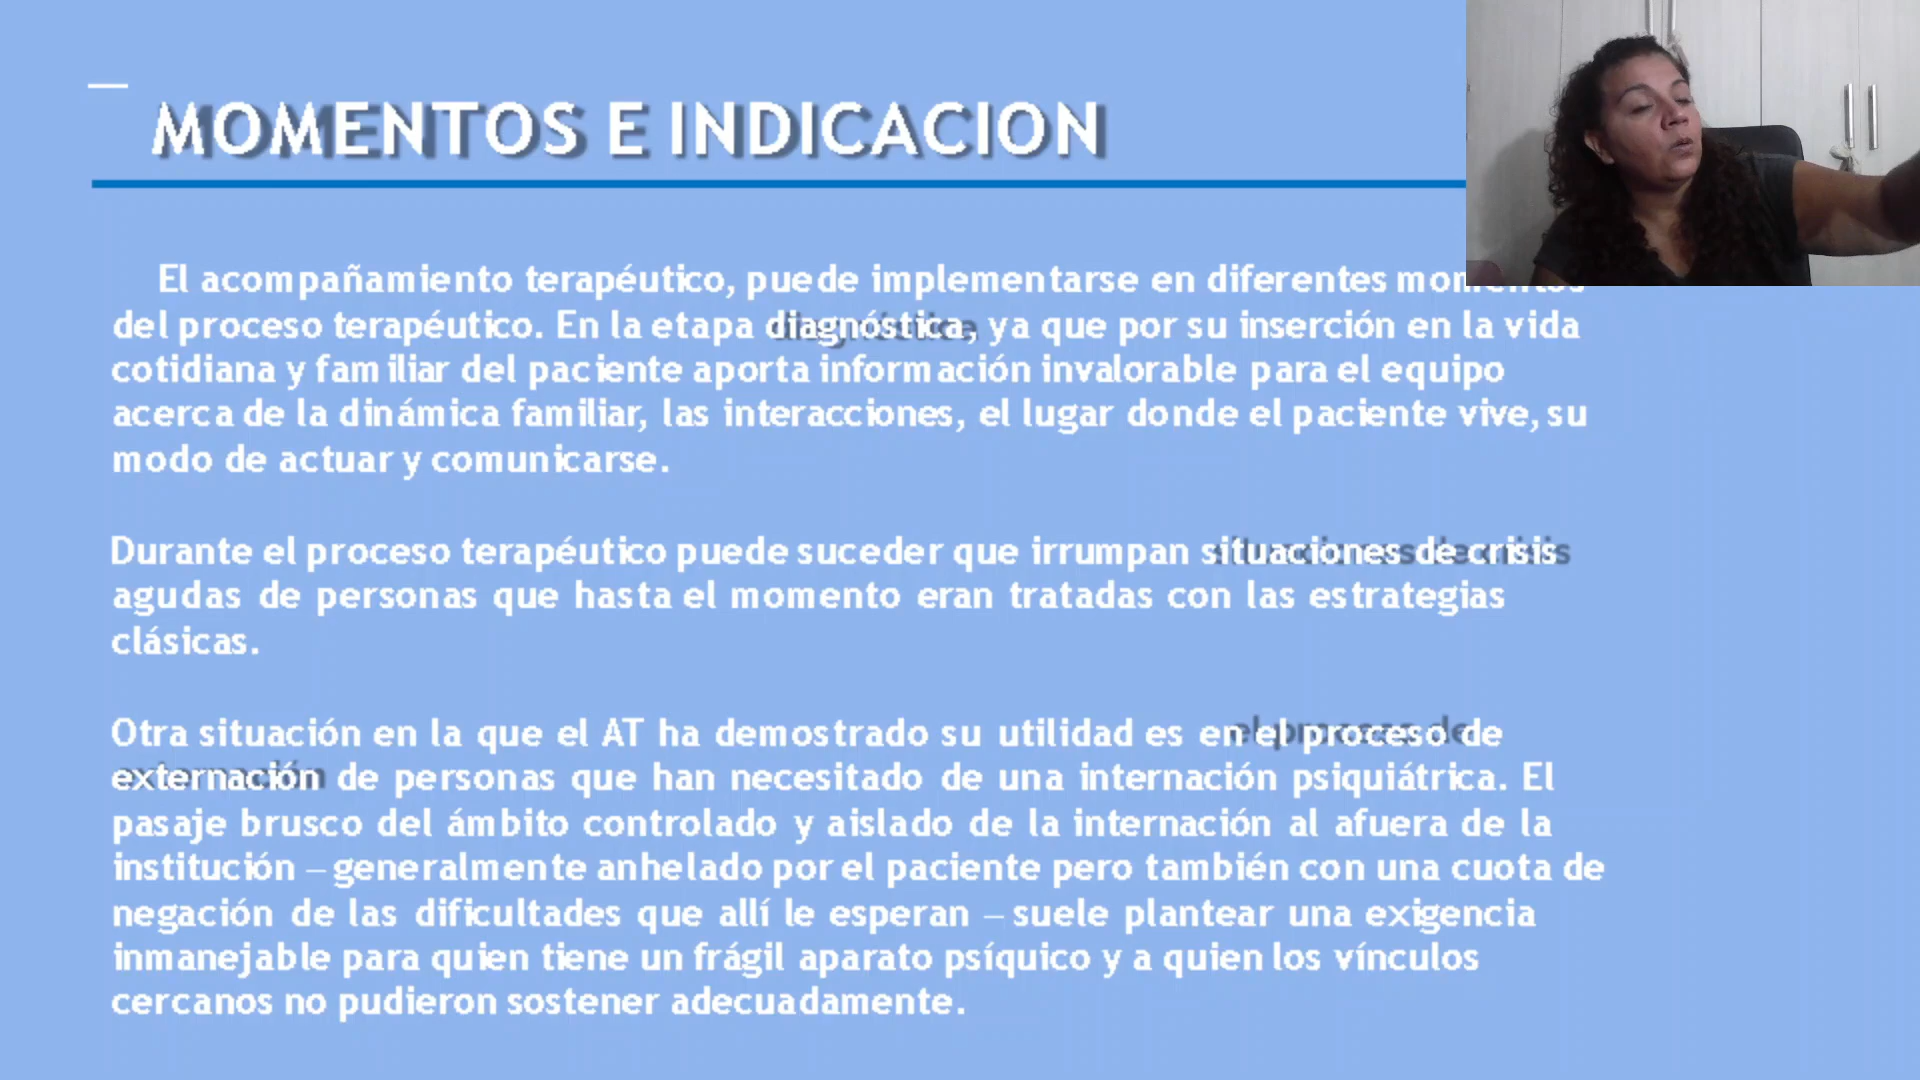 MOMENTOS E INDICACION
El acompañamiento terapéutico, puede implementarse en diferentes momentos
del proceso terapéutico. En la etapa diagnóstica, ya que por su inserción en la vida
cotidiana y familiar del paciente aporta información invalorable para el equipo
acerca de la dinámica familiar, las interacciones, el lugar donde el paciente vive, su
modo de actuar y comunicarse.
Durante el proceso terapéutico puede suceder que irrumpan situaciones de crisis
agudas de personas que hasta el momento eran tratadas con las estrategias
clásicas.
Otra situación en la que el AT ha demostrado su utilidad es en el proceso de
externación de personas que han necesitado de una internación psiquiátrica. El
pasaje brusco del ámbito controlado y aislado de la internación al afuera de la
institución – generalmente anhelado por el paciente pero también con una cuota de
negación de las dificultades que allí le esperan – suele plantear una exigencia
inmanejable para quien tiene un frágil aparato psíquico y a quien los vínculos
cercanos no pudieron sostener adecuadamente.